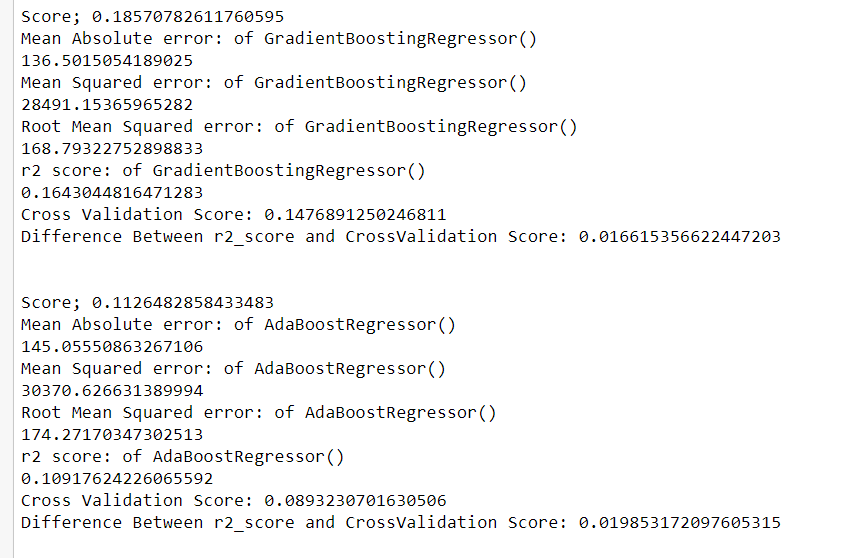 Score; 0.18570782611760595
Mean Absolute error: of GradientBoostingRegressor()
136.5015054189025
Mean Squared error: of GradientBoostingRegressor()
28491.15365965282
Root Mean Squared error: of GradientBoostingRegressor()
168.79322752898833
r2 score: of GradientBoostingRegressor()
0.1643044816471283
Cross Validation Score: 0.1476891250246811
Difference Between r2_score and CrossValidation Score: 0.016615356622447203
Score; 0.1126482858433483
Mean Absolute error: of AdaBoostRegressor()
145.05550863267106
Mean Squared error: of AdaBoostRegressor()
30370.626631389994
Root Mean Squared error: of AdaBoostRegressor()
174.27170347302513
r2 score: of AdaBoostRegressor()
0.10917624226065592
Cross Validation Score: 0.0893230701630506
Difference Between r2_score and CrossValidation Score: 0.019853172097605315